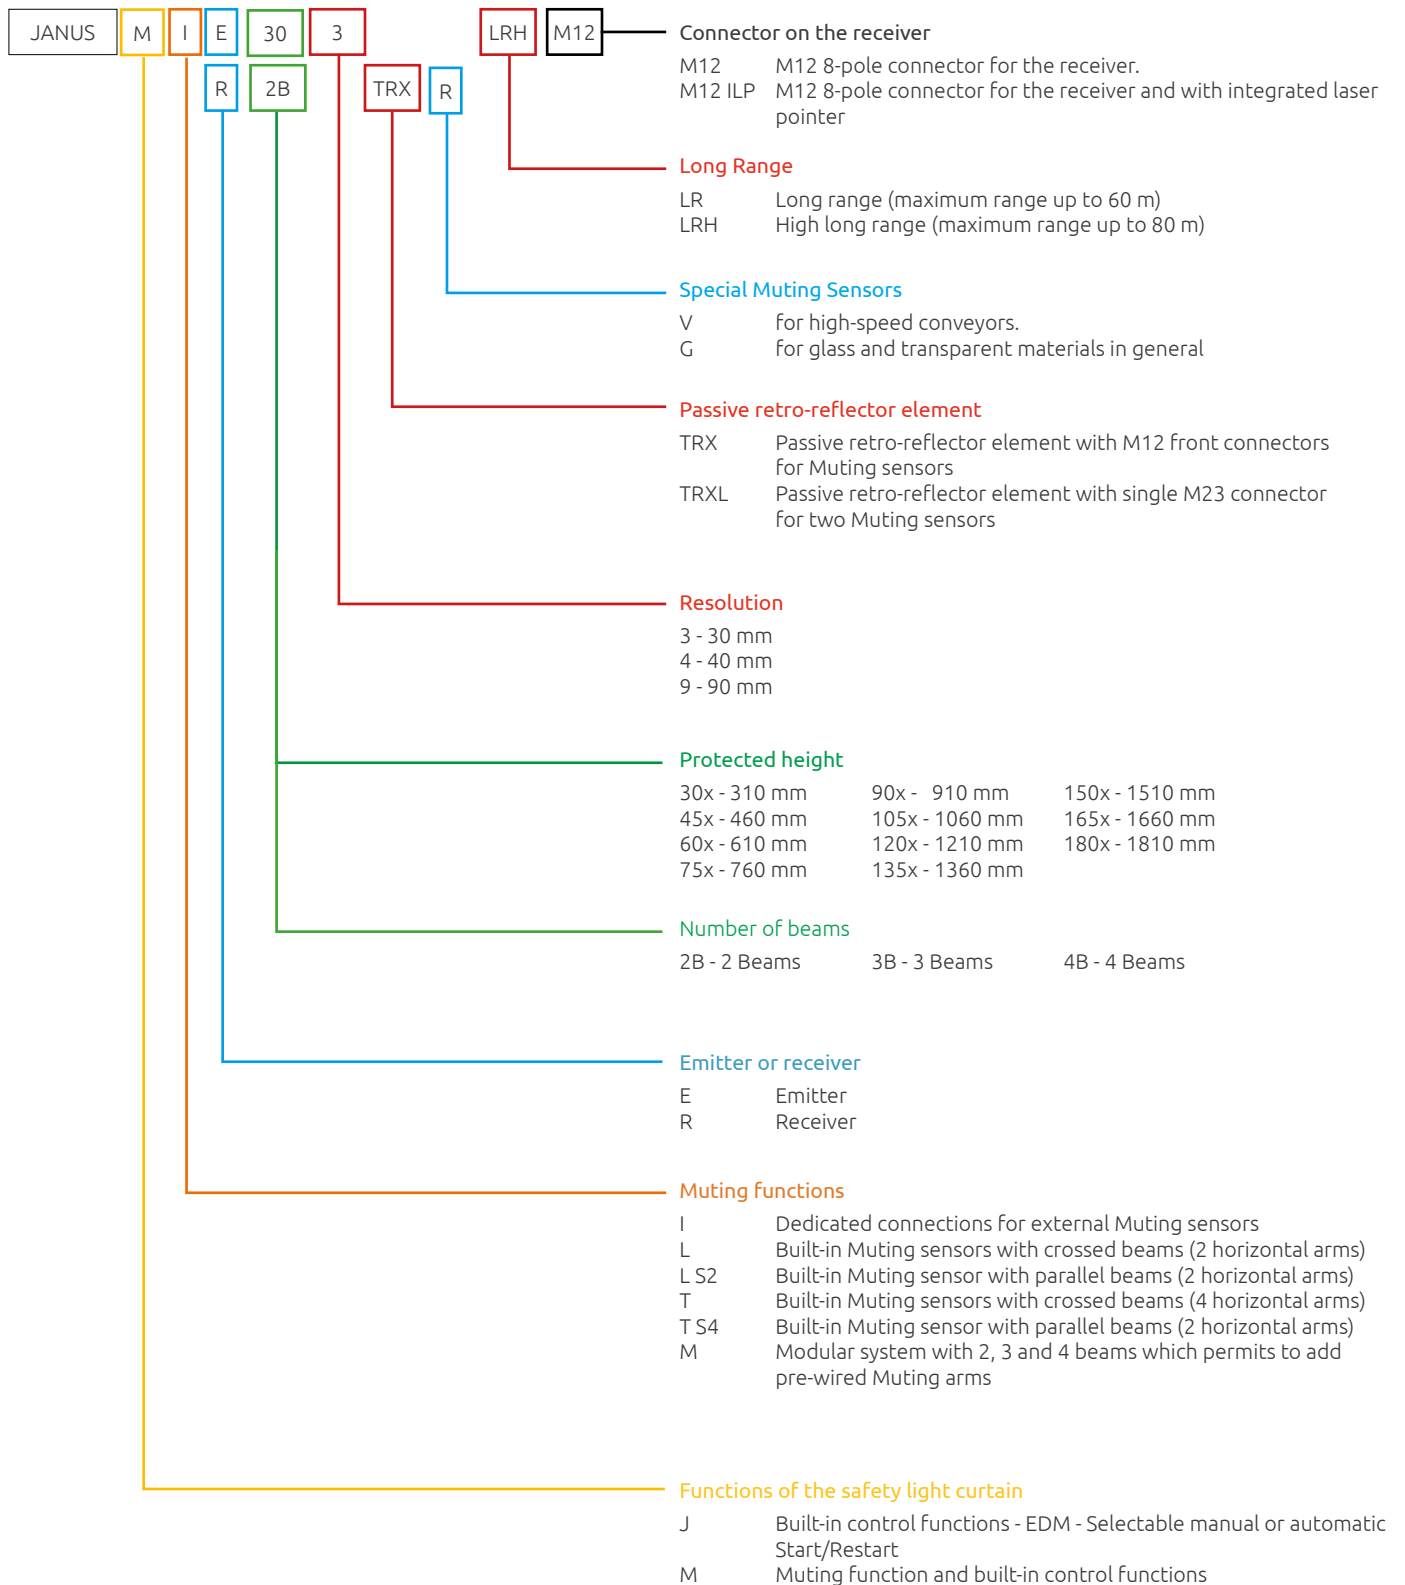 JANUS M I E 30 3 LRH M12
R 2B TRX R
Connector on the receiver
M12 M12 8-pole connector for the receiver.
M12 ILP M12 8-pole connector for the receiver and with integrated laser
pointer
Long Range
LR Long range (maximum range up to 60 m)
LRH High long range (maximum range up to 80 m)
Special Muting Sensors
V for high-speed conveyors.
G for glass and transparent materials in general
Passive retro-reflector element
TRX Passive retro-reflector element with M12 front connectors
for Muting sensors
TRXL Passive retro-reflector element with single M23 connector
for two Muting sensors
Resolution
3 - 30 mm
4 - 40 mm
9 - 90 mm
Protected height
30x - 310 mm 90x - 910 mm 150x - 1510 mm
45x - 460 mm 105x - 1060 mm 165x - 1660 mm
60x - 610 mm 120x - 1210 mm 180x - 1810 mm
75x - 760 mm 135x - 1360 mm
Number of beams
2B - 2 Beams 3B - 3 Beams 4B - 4 Beams
Emitter or receiver
E Emitter
R Receiver
Muting functions
I Dedicated connections for external Muting sensors
L Built-in Muting sensors with crossed beams (2 horizontal arms)
L S2 Built-in Muting sensor with parallel beams (2 horizontal arms)
T Built-in Muting sensors with crossed beams (4 horizontal arms)
T S4 Built-in Muting sensor with parallel beams (2 horizontal arms)
M Modular system with 2, 3 and 4 beams which permits to add
pre-wired Muting arms
Functions of the safety light curtain
J Built-in control functions - EDM - Selectable manual or automatic
Start/Restart
M Muting function and built-in control functions